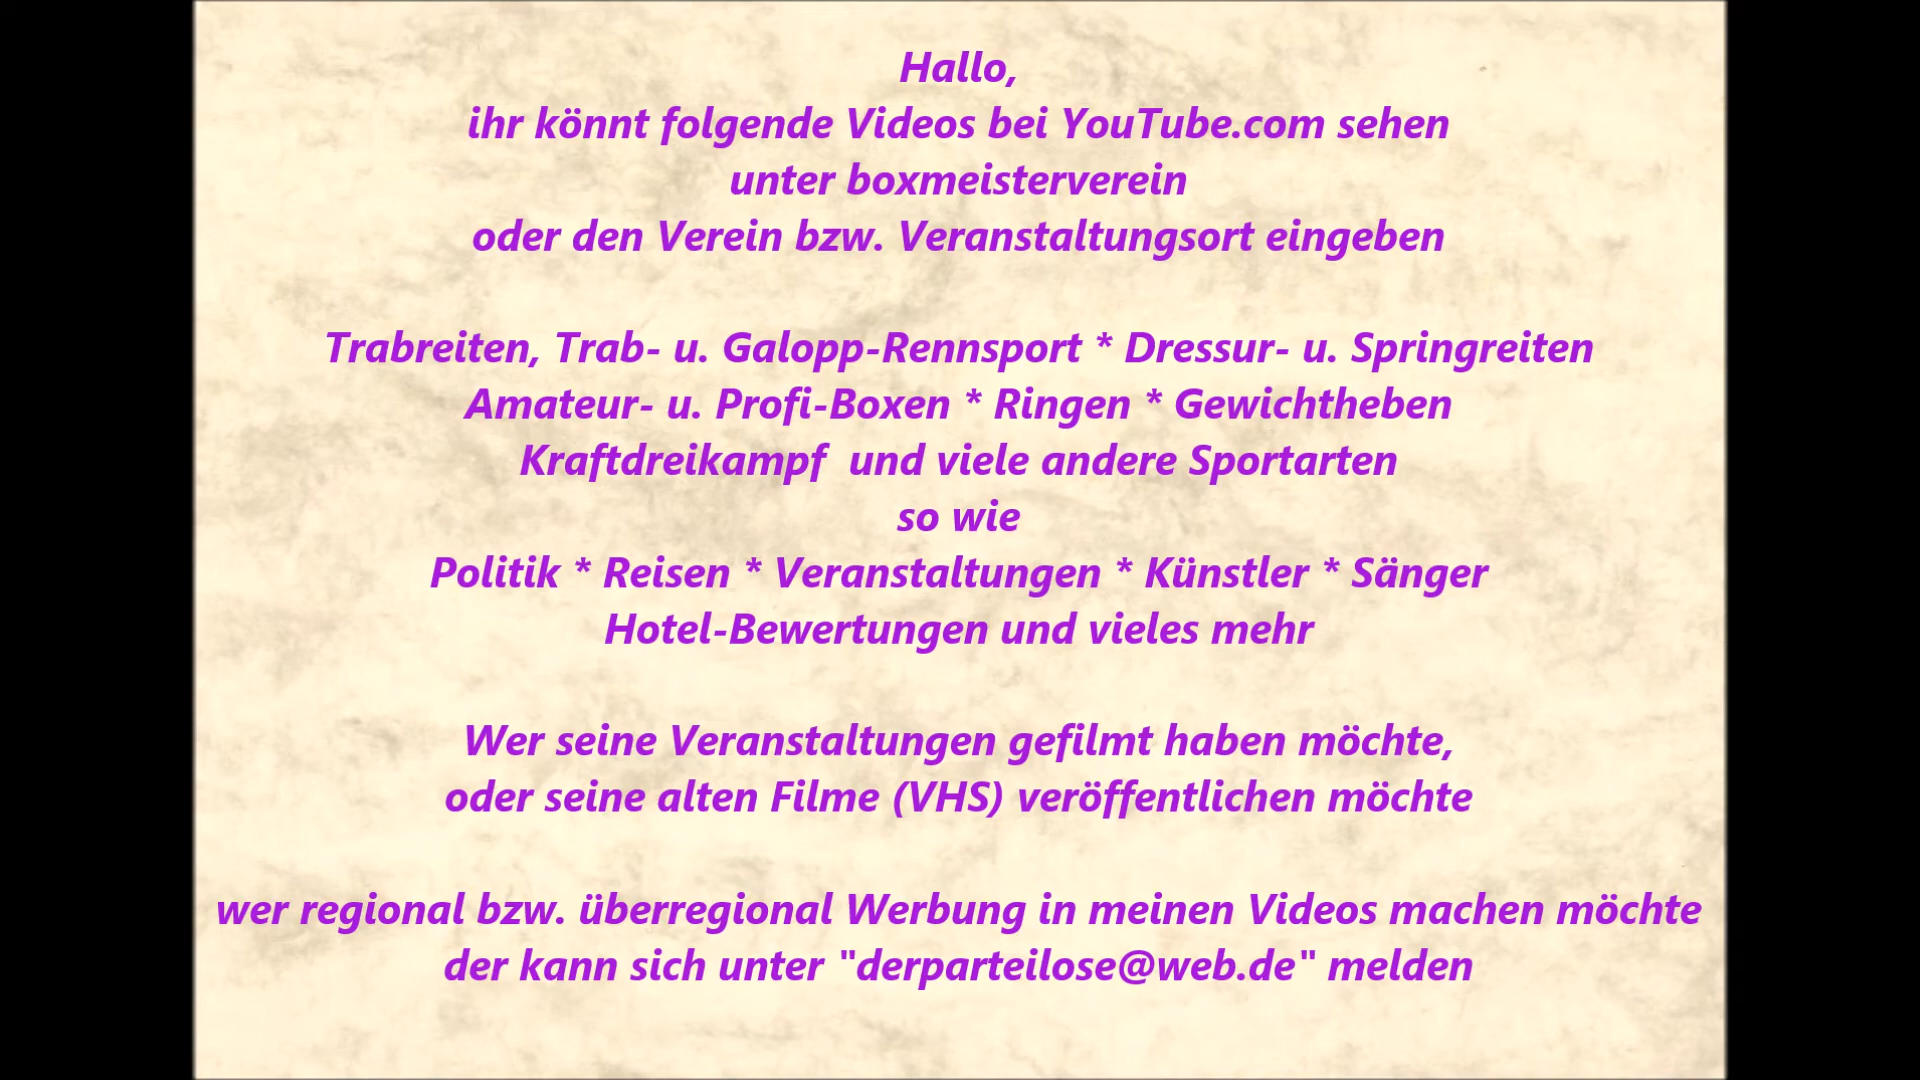 Hallo,
ihr könnt folgende Videos bei YouTube.com sehen
unter boxmeisterverein
oder den Verein bzw. Veranstaltungsort eingeben
Trabreiten, Trab- u. Galopp-Rennsport * Dressur- u. Springreiten
Amateur- u. Profi-Boxen * Ringen * Gewichtheben
Kraftdreikampf  und viele andere Sportarten
so wie
Politik * Reisen * Veranstaltungen * Künstler * Sänger
Hotel-Bewertungen und vieles mehr
Wer seine Veranstaltungen gefilmt haben möchte,
oder seine alten Filme (VHS) veröffentlichen möchte
wer regional bzw. überregional Werbung in meinen Videos machen möchte
der kann sich unter "derparteilose@web.de" melden